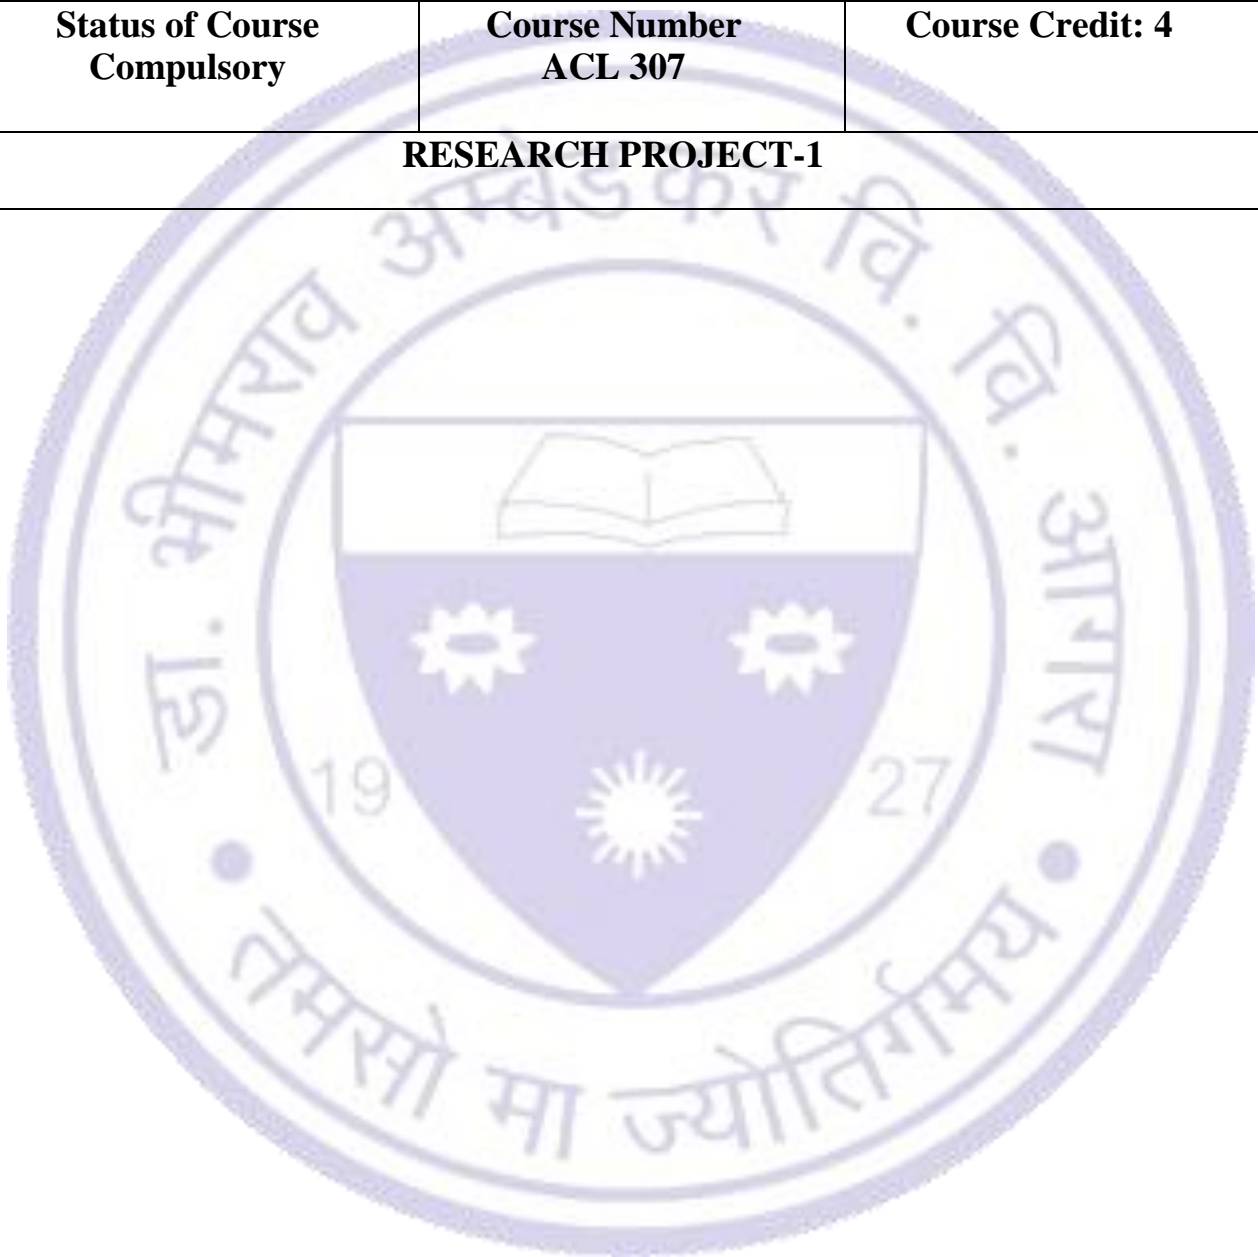 Status of Course Course Number Course Credit: 4
Compulsory ACL 307
RESEARCH PROJECT-1
डा. भीमराव अम्बेडकर वि. वि. आगरा
19 27
तमसो मा ज्योतिर्गमय